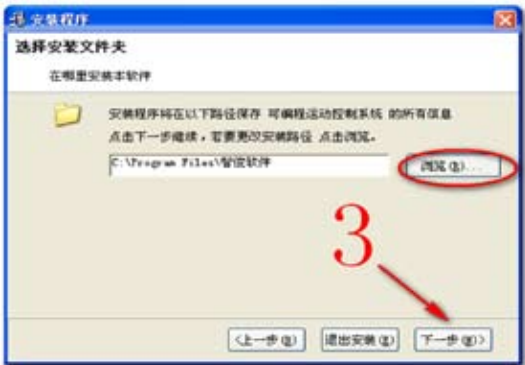 安装程序
选择安装文件夹
在哪里安装本软件
安装程序将在以下路径保存 可编程运动控制系统 的所有信息
点击下一步继续，若要更改安装路径 点击浏览。
C:\Program Files\智控软件
浏览(R)...
3
<上一步(B) 退出安装(X) 下一步(N)>